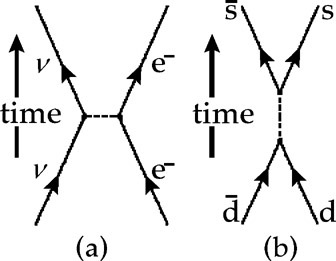 s̄ s
ν e⁻
time time
ν e⁻
d̄ d
(a) (b)